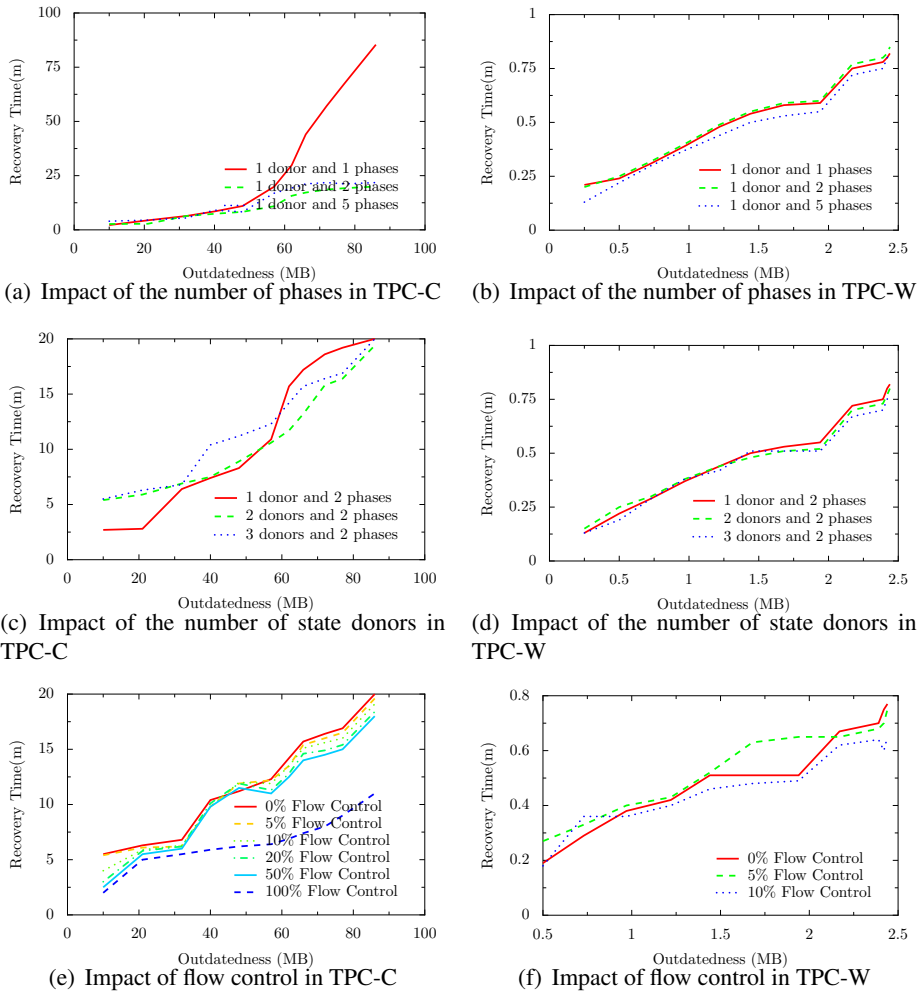 100
75
50
25
0
0
20
40
60
80
100
Recovery Time(m)
Outdatedness (MB)
1 donor and 1 phases
1 donor and 2 phases
1 donor and 5 phases
(a) Impact of the number of phases in TPC-C
1
0.75
0.5
0.25
0
0
0.5
1
1.5
2
2.5
Recovery Time(m)
Outdatedness (MB)
1 donor and 1 phases
1 donor and 2 phases
1 donor and 5 phases
(b) Impact of the number of phases in TPC-W
20
15
10
5
0
0
20
40
60
80
100
Recovery Time(m)
Outdatedness (MB)
1 donor and 2 phases
2 donors and 2 phases
3 donors and 2 phases
(c) Impact of the number of state donors in
TPC-C
1
0.75
0.5
0.25
0
0
0.5
1
1.5
2
2.5
Recovery Time(m)
Outdatedness (MB)
1 donor and 2 phases
2 donors and 2 phases
3 donors and 2 phases
(d) Impact of the number of state donors in
TPC-W
20
15
10
5
0
0
20
40
60
80
100
Recovery Time(m)
Outdatedness (MB)
0% Flow Control
5% Flow Control
10% Flow Control
20% Flow Control
50% Flow Control
100% Flow Control
(e) Impact of flow control in TPC-C
0.8
0.6
0.4
0.2
0
0.5
1
1.5
2
2.5
Recovery Time(m)
Outdatedness (MB)
0% Flow Control
5% Flow Control
10% Flow Control
(f) Impact of flow control in TPC-W